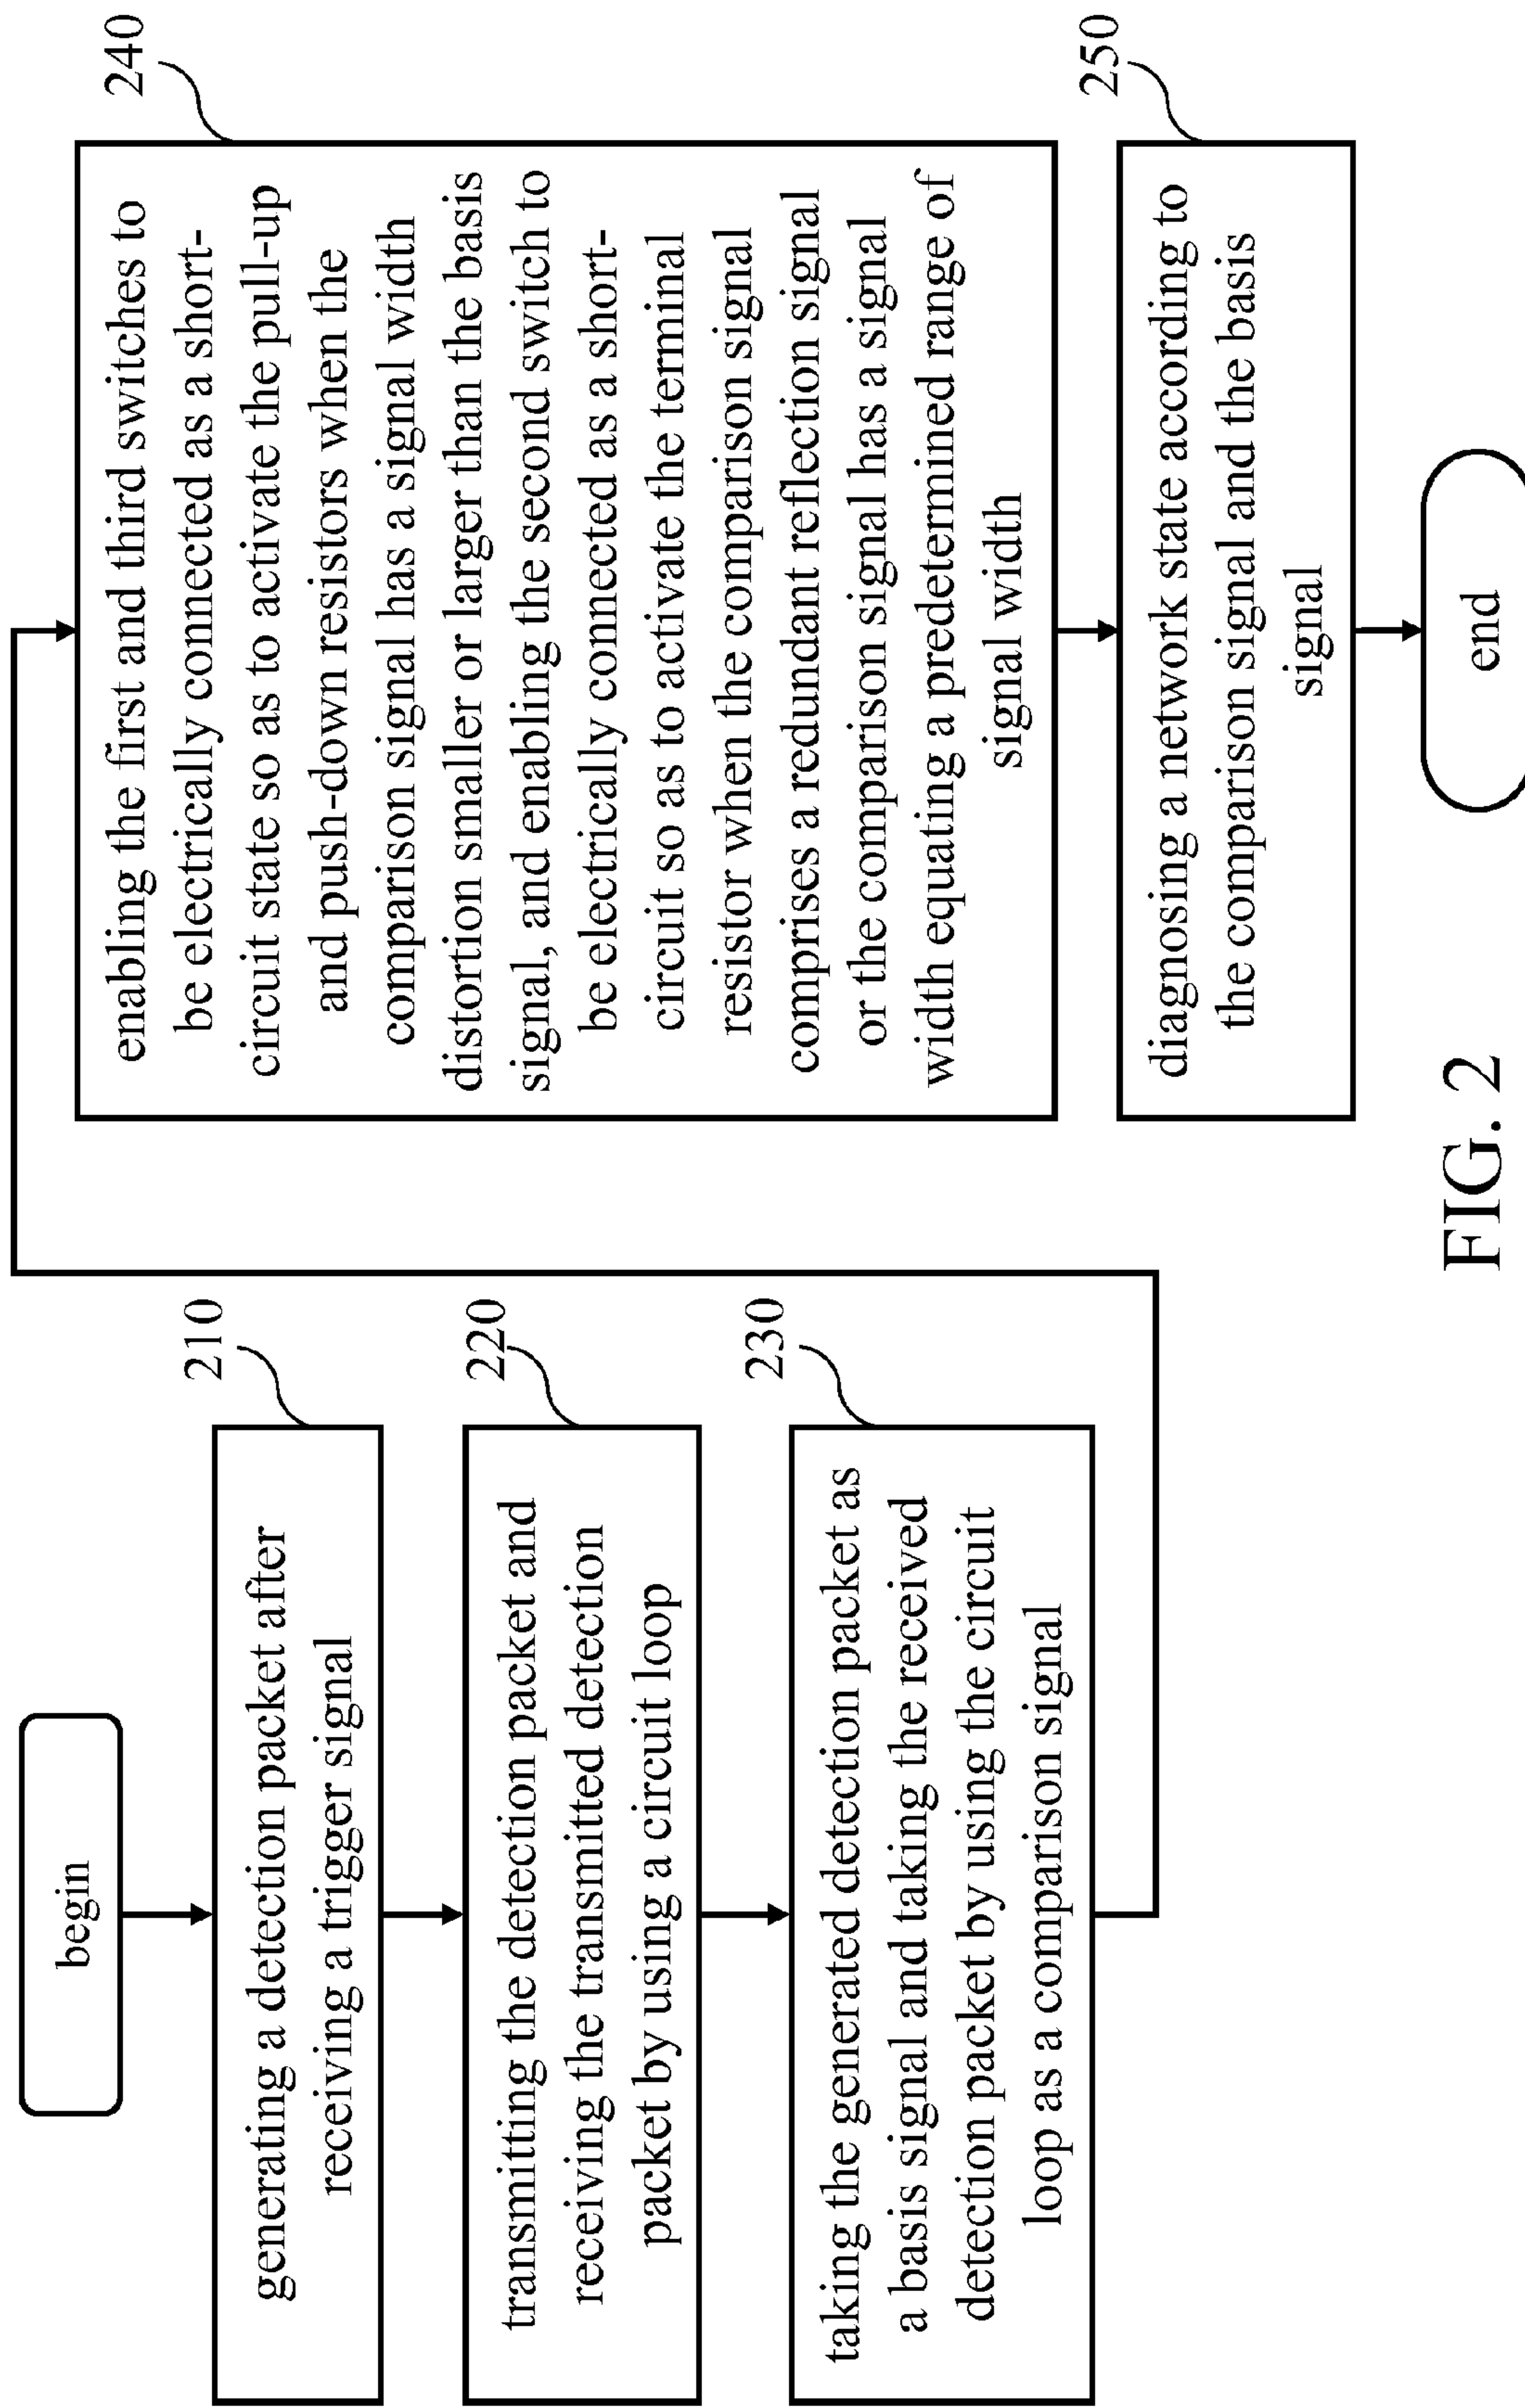 begin
210
generating a detection packet after
receiving a trigger signal
220
transmitting the detection packet and
receiving the transmitted detection
packet by using a circuit loop
230
taking the generated detection packet as
a basis signal and taking the received
detection packet by using the circuit
loop as a comparison signal
240
enabling the first and third switches to
be electrically connected as a short-
circuit state so as to activate the pull-up
and push-down resistors when the
comparison signal has a signal width
distortion smaller or larger than the basis
signal, and enabling the second switch to
be electrically connected as a short-
circuit so as to activate the terminal
resistor when the comparison signal
comprises a redundant reflection signal
or the comparison signal has a signal
width equating a predetermined range of
signal width
250
diagnosing a network state according to
the comparison signal and the basis
signal
end
FIG. 2